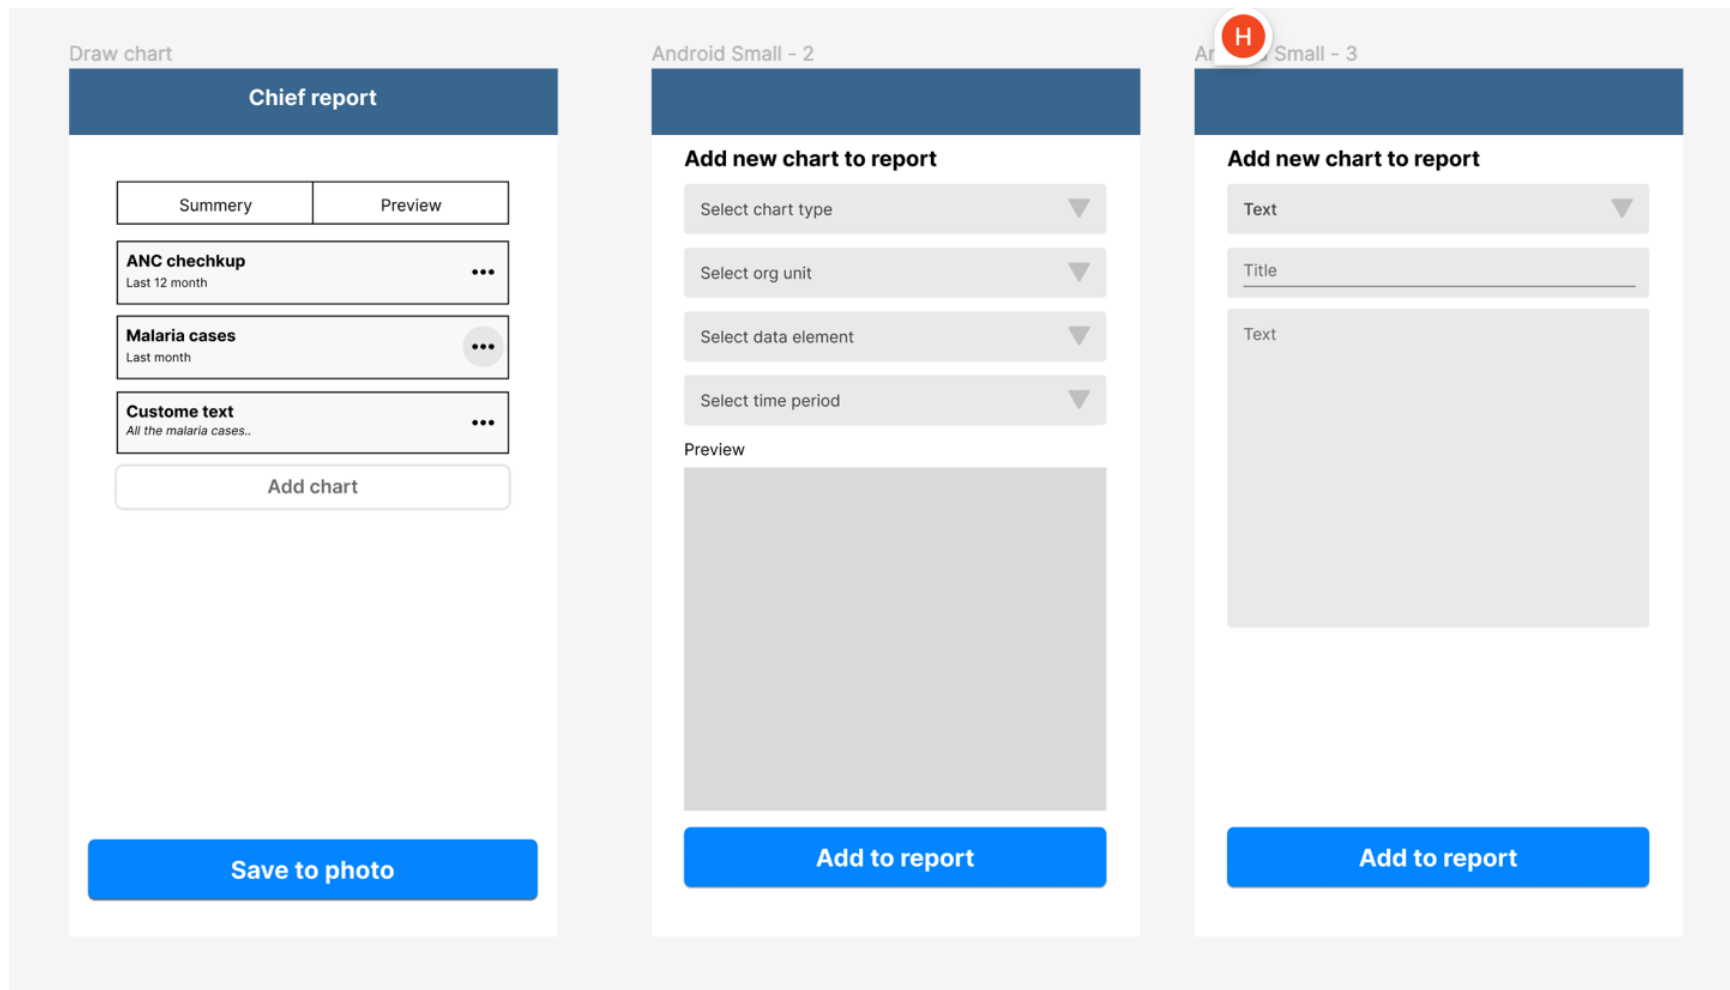 Draw chart
Chief report
Summery
Preview
ANC chechkup
Last 12 month
Malaria cases
Last month
Custome text
All the malaria cases..
Add chart
Save to photo
Android Small - 2
Add new chart to report
Select chart type
Select org unit
Select data element
Select time period
Preview
Add to report
H
Small - 3
Add new chart to report
Text
Title
Text
Add to report